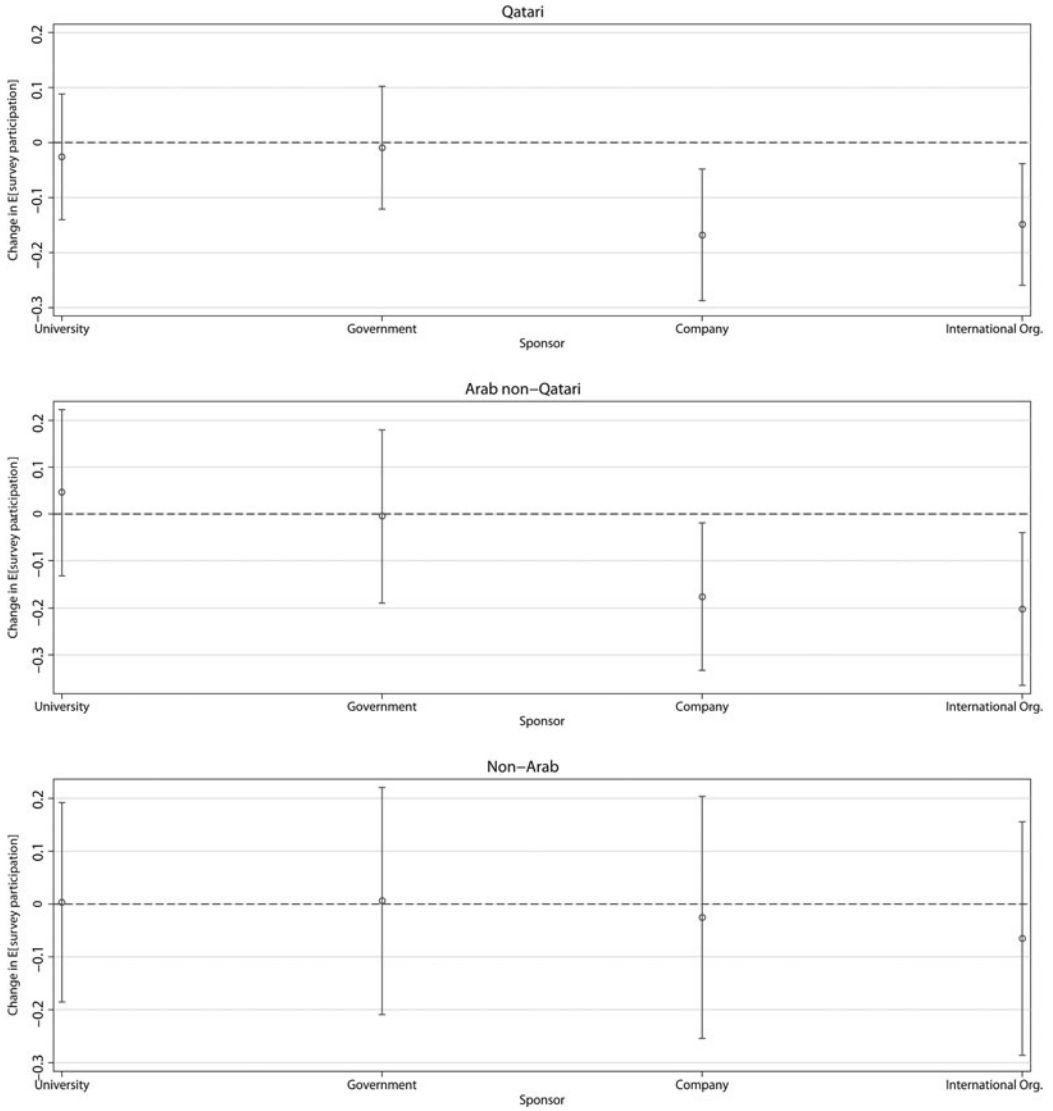 Qatari
Change in E[survey participation]
0.2
0.1
0
−0.1
−0.2
−0.3
University Government Company International Org.
Sponsor
Arab non−Qatari
Change in E[survey participation]
0.2
0.1
0
−0.1
−0.2
−0.3
University Government Company International Org.
Sponsor
Non−Arab
Change in E[survey participation]
0.2
0.1
0
−0.1
−0.2
−0.3
University Government Company International Org.
Sponsor